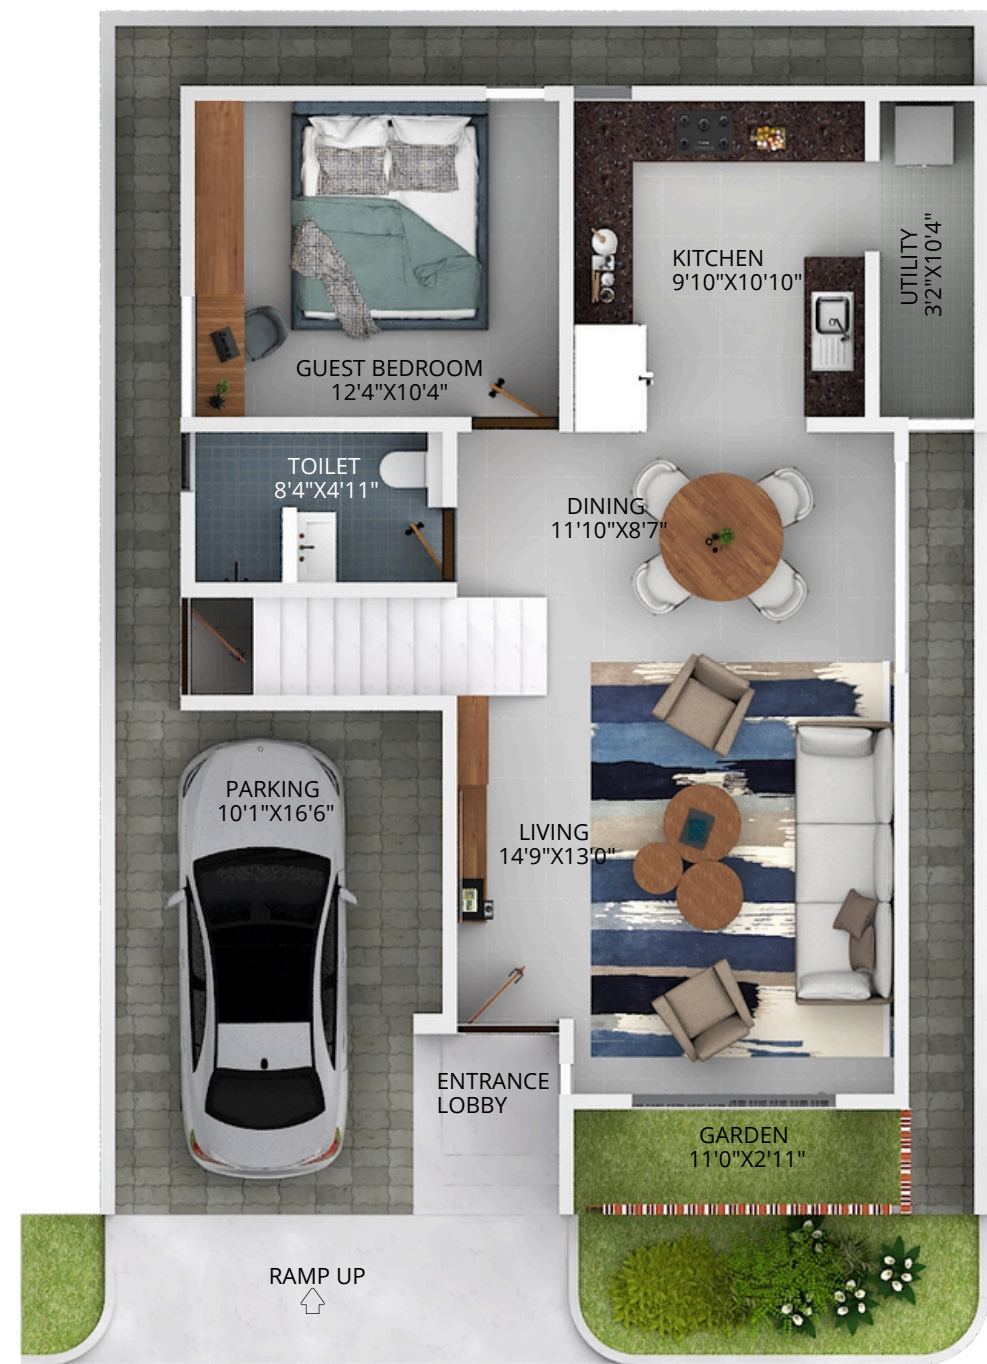 KITCHEN
9'10"X10'10"
UTILITY
3'2"X10'4"
GUEST BEDROOM
12'4"X10'4"
TOILET
8'4"X4'11"
DINING
11'10"X8'7"
PARKING
10'1"X16'6"
LIVING
14'9"X13'0"
ENTRANCE
LOBBY
GARDEN
11'0"X2'11"
RAMP UP